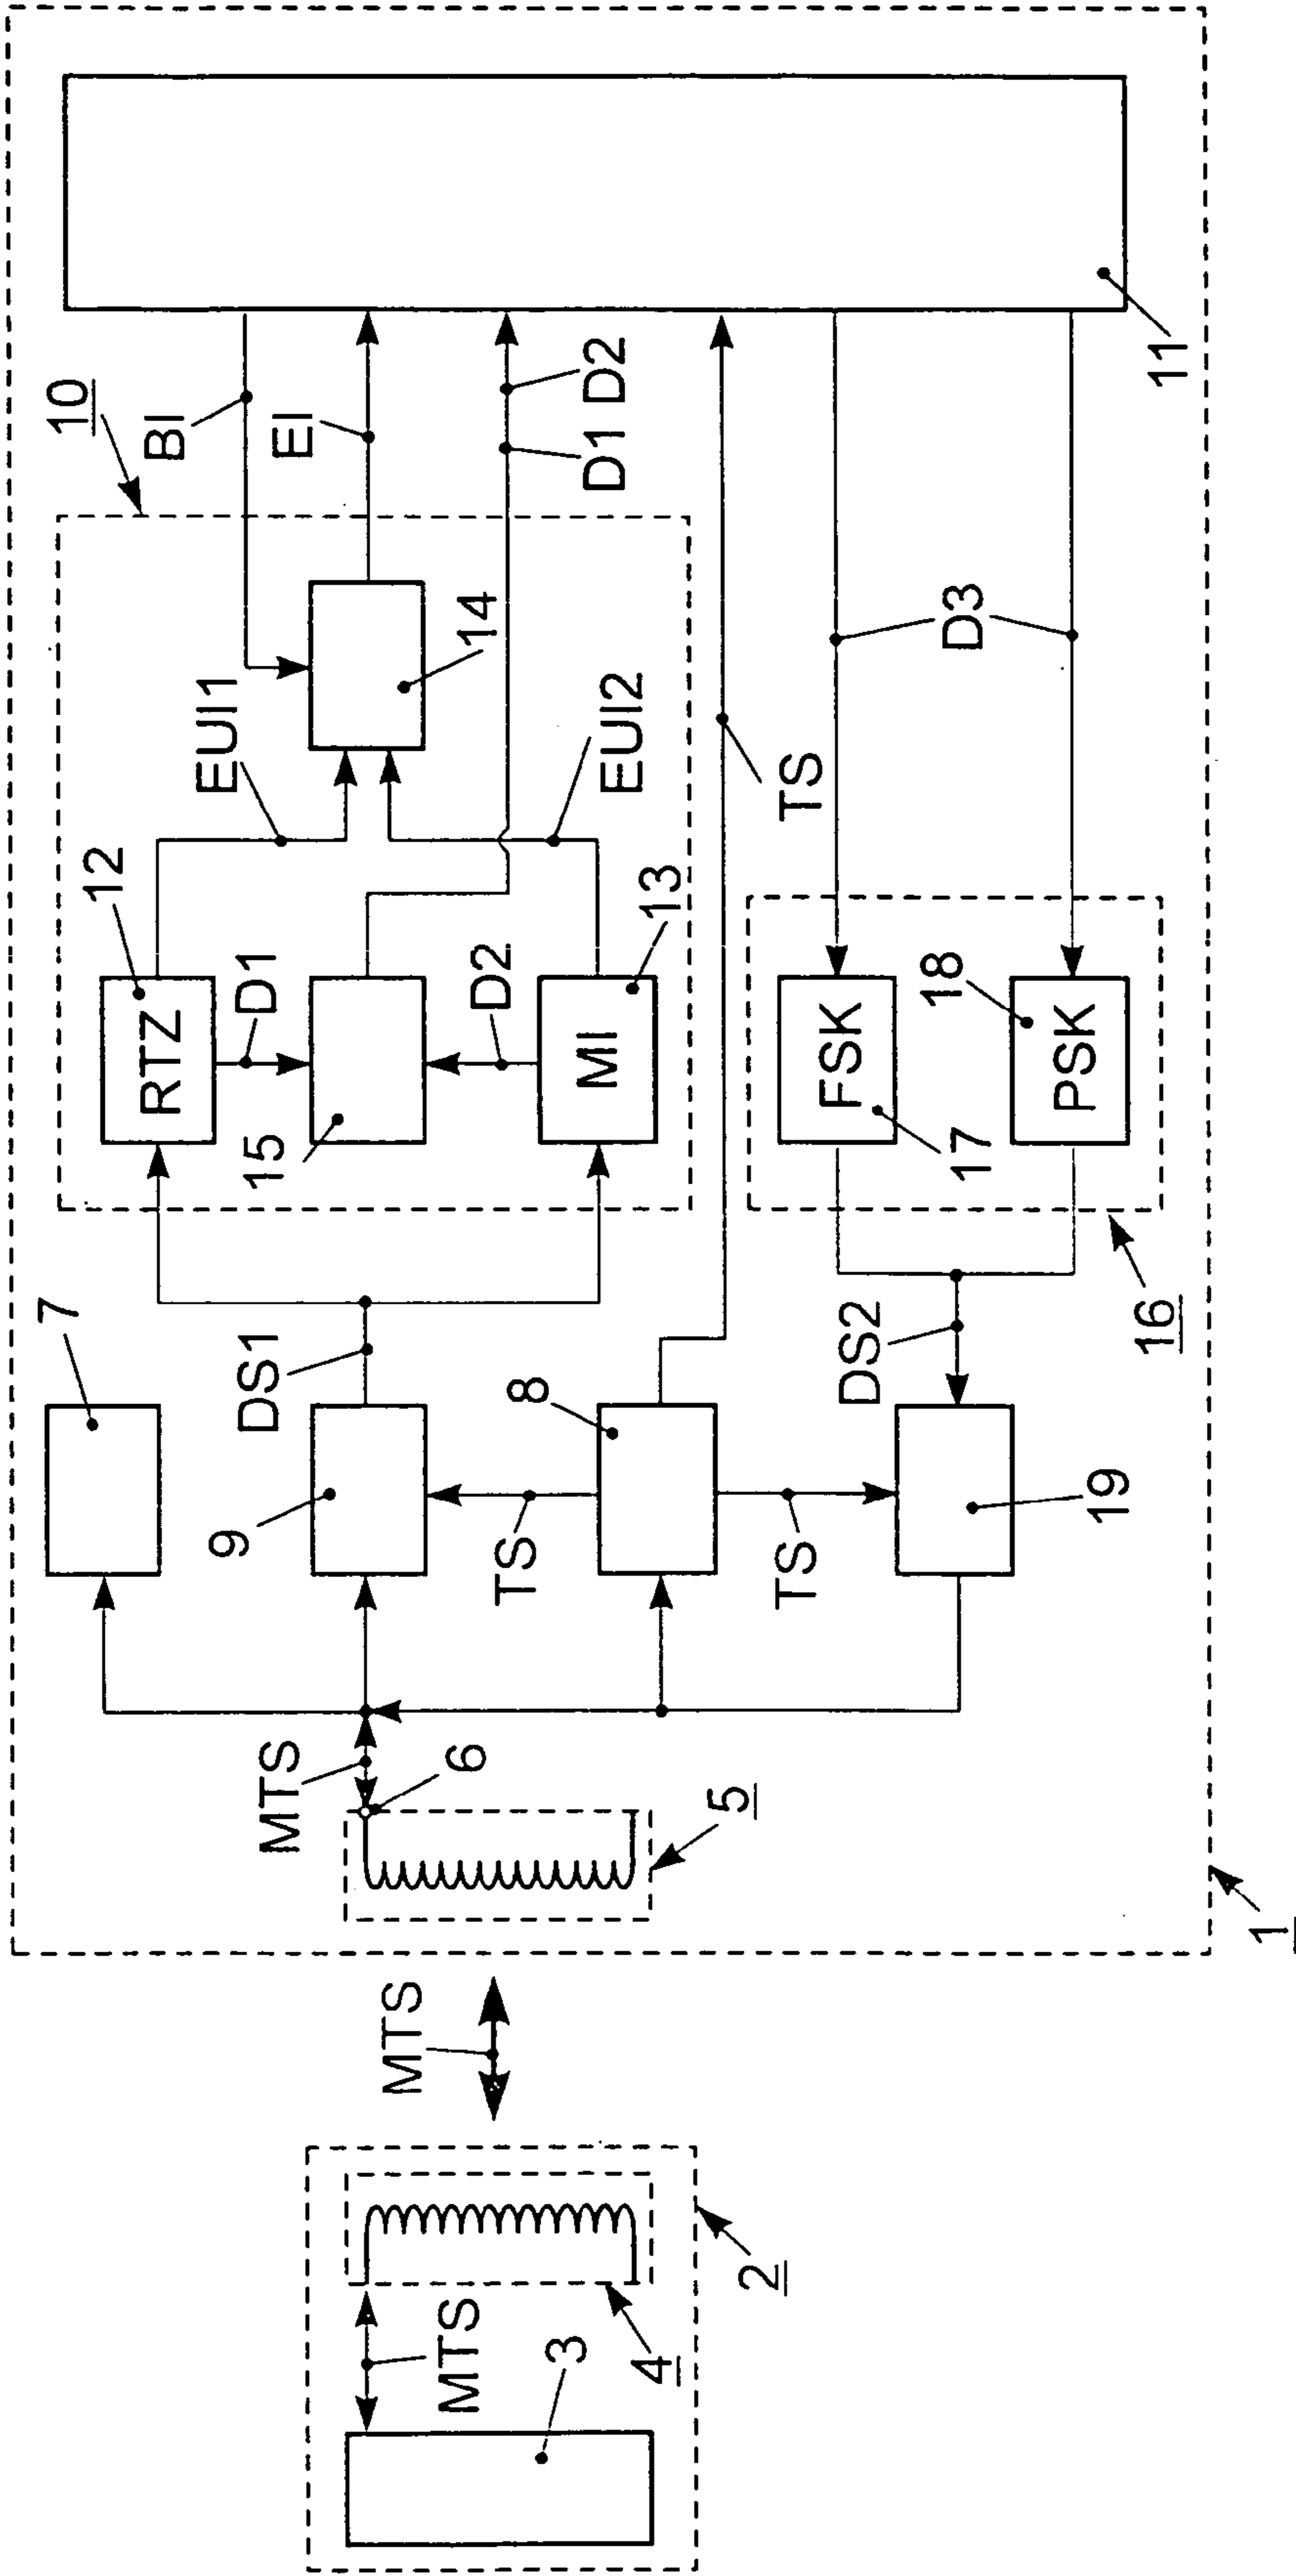 10
BI
EI
D1 D2
11
12
EUI1
14
EUI2
13
RTZ
D1
15
D2
MI
TS
D3
FSK
17
18
PSK
16
7
DS1
9
8
TS
TS
DS2
19
MTS
6
5
1
MTS
MTS
3
4
2